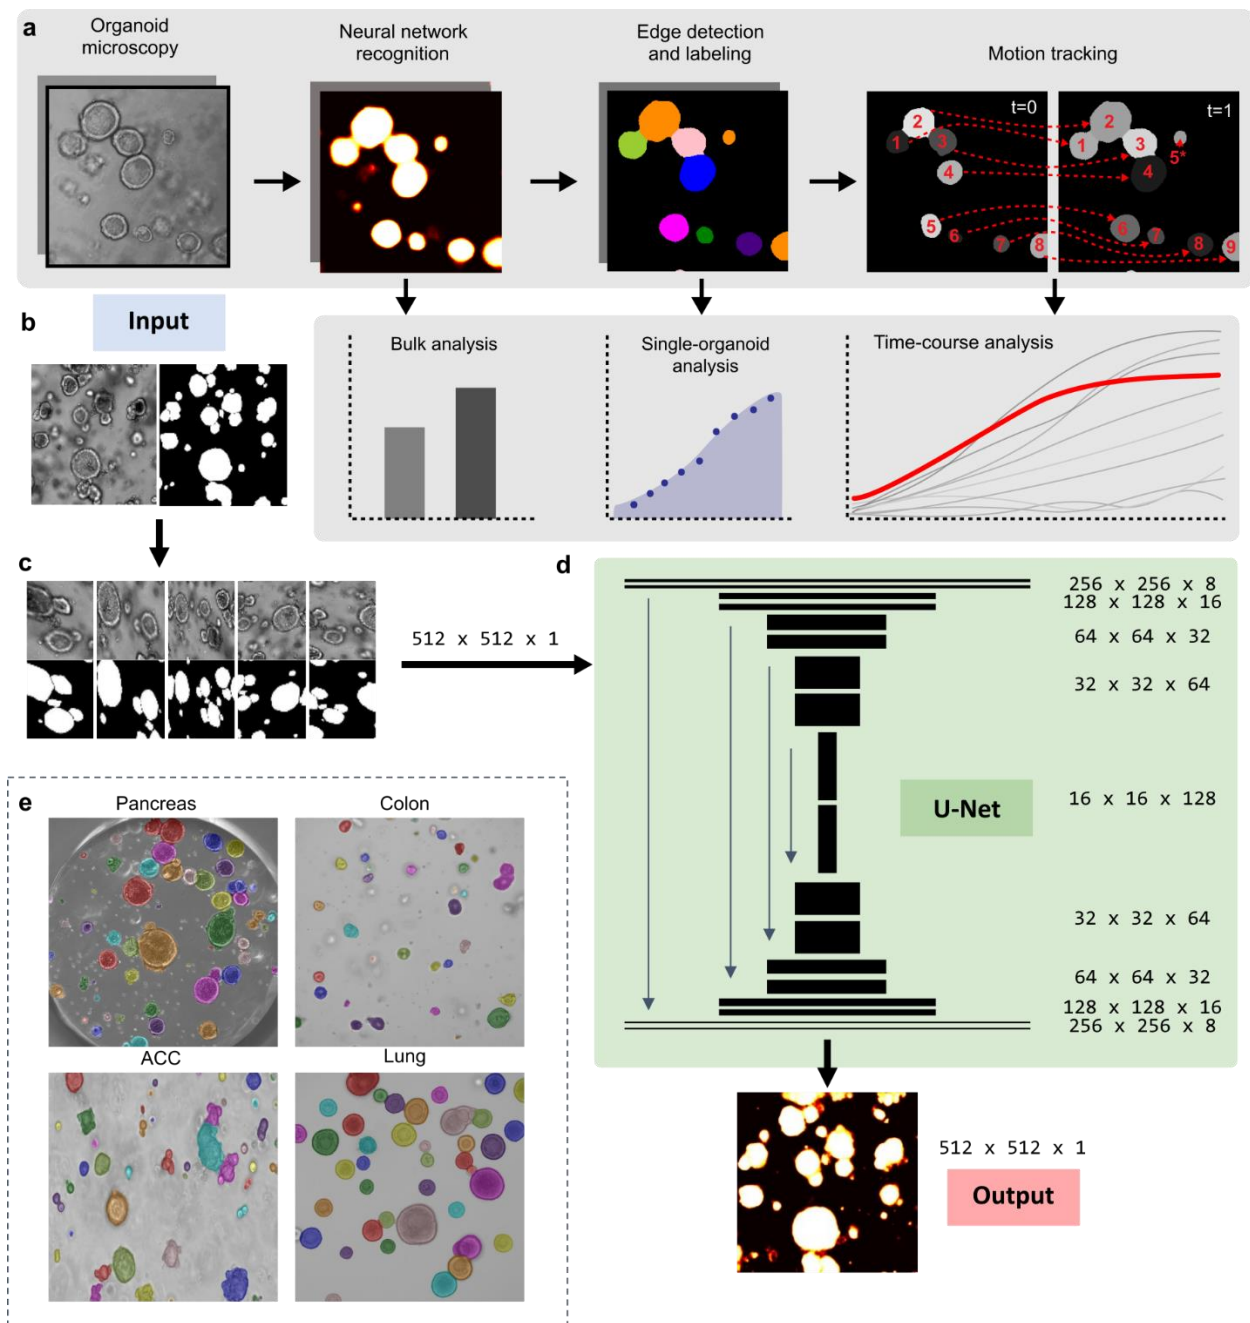 a
Organoid
microscopy
Neural network
recognition
Edge detection
and labeling
Motion tracking
t=0
t=1
2
1
3
4
5
6
7
8
2
1
3
5*
4
6
7
8
9
b
Input
Bulk analysis
Single-organoid
analysis
Time-course analysis
c
512 x 512 x 1
d
256 x 256 x 8
128 x 128 x 16
64 x 64 x 32
32 x 32 x 64
16 x 16 x 128
U-Net
32 x 32 x 64
64 x 64 x 32
128 x 128 x 16
256 x 256 x 8
e
Pancreas
Colon
ACC
Lung
512 x 512 x 1
Output